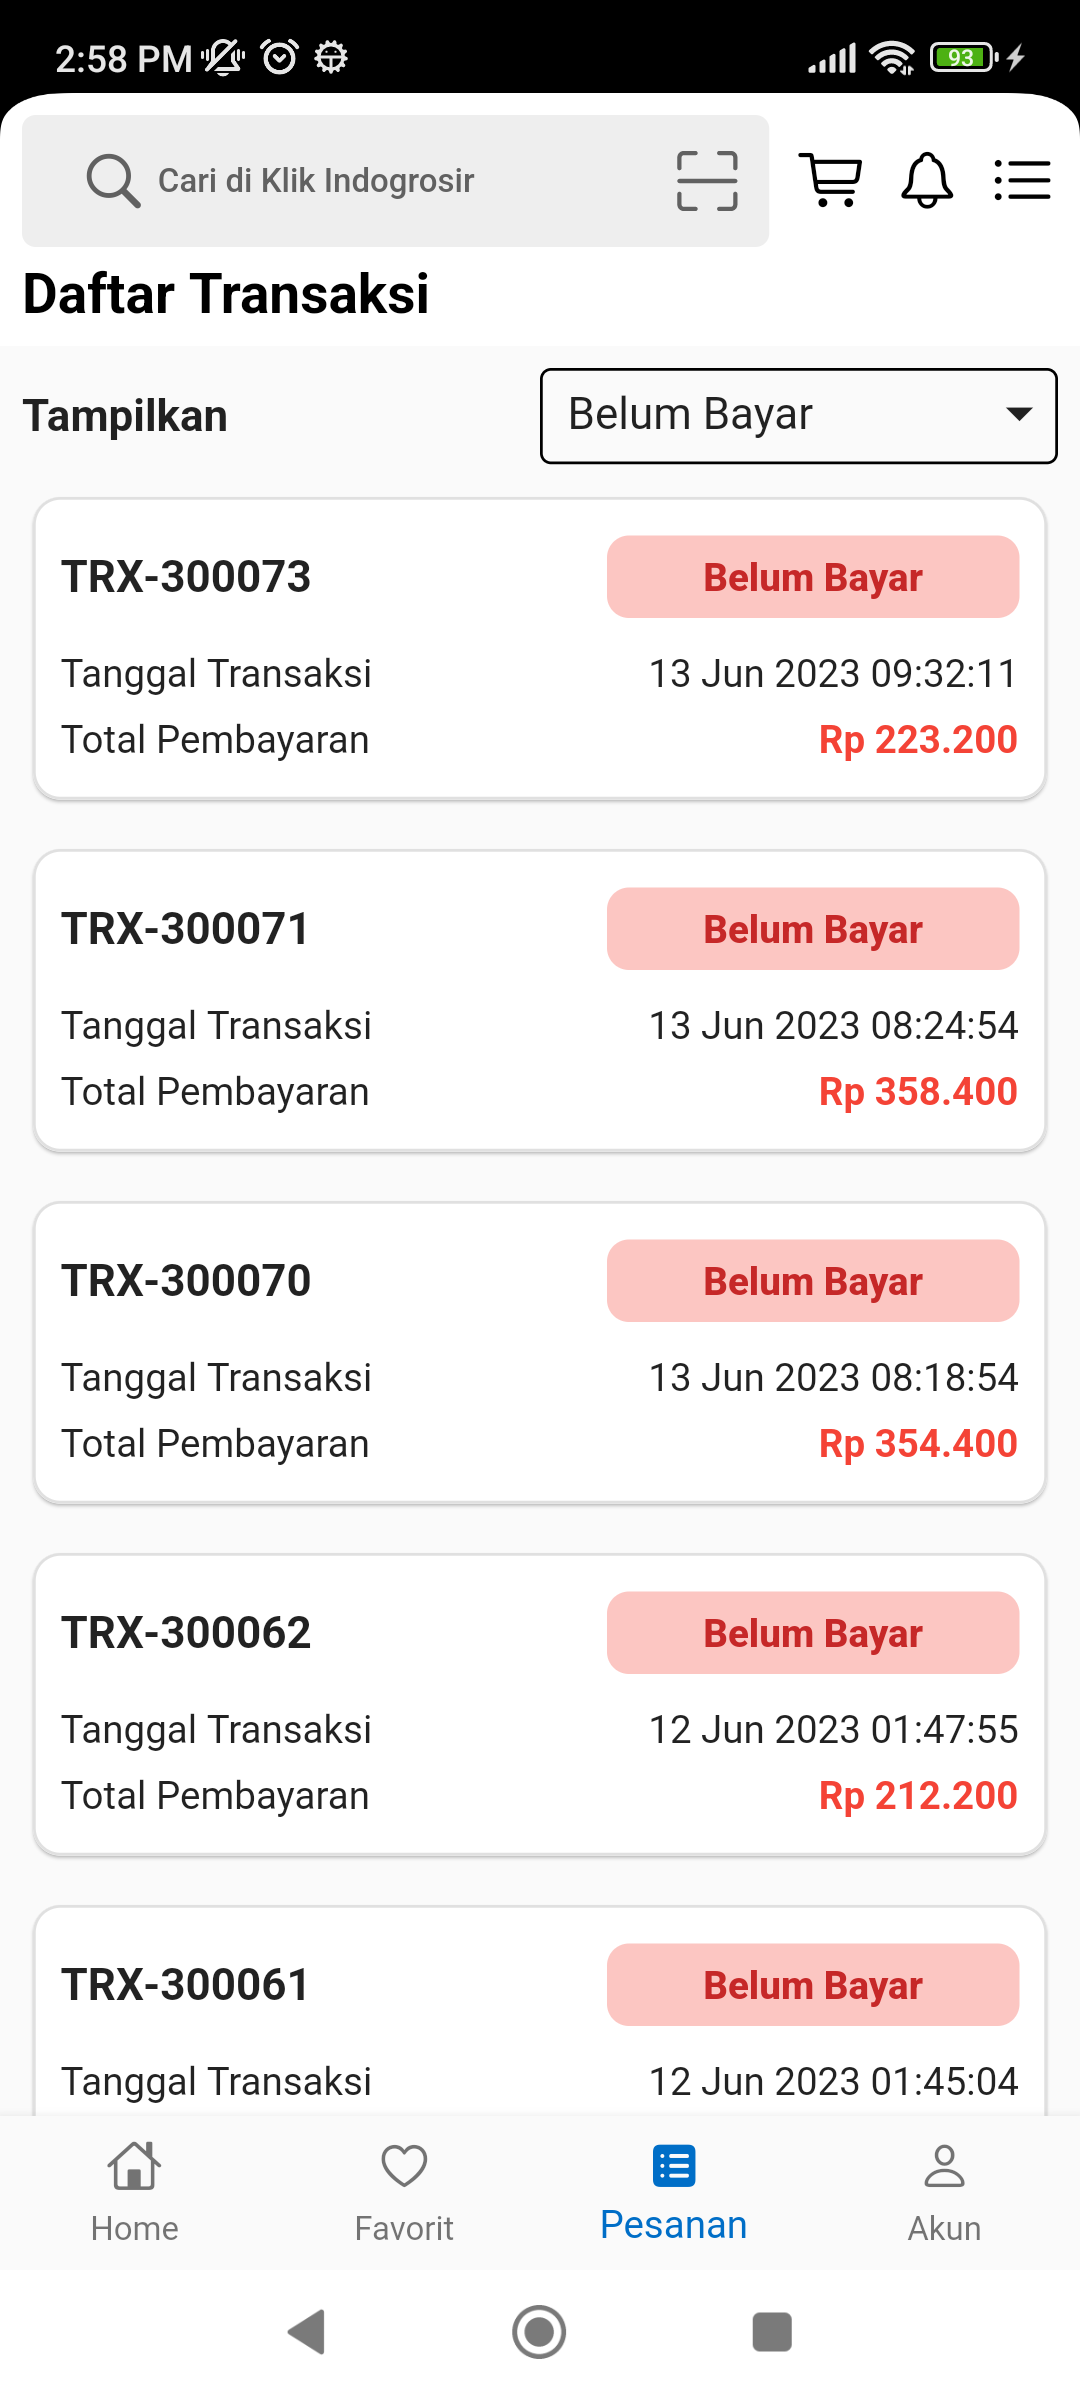 2:58 PM
93
Cari di Klik Indogrosir
Daftar Transaksi
Tampilkan
Belum Bayar
TRX-300073
Belum Bayar
Tanggal Transaksi 13 Jun 2023 09:32:11
Total Pembayaran Rp 223.200
TRX-300071
Belum Bayar
Tanggal Transaksi 13 Jun 2023 08:24:54
Total Pembayaran Rp 358.400
TRX-300070
Belum Bayar
Tanggal Transaksi 13 Jun 2023 08:18:54
Total Pembayaran Rp 354.400
TRX-300062
Belum Bayar
Tanggal Transaksi 12 Jun 2023 01:47:55
Total Pembayaran Rp 212.200
TRX-300061
Belum Bayar
Tanggal Transaksi 12 Jun 2023 01:45:04
Home Favorit Pesanan Akun